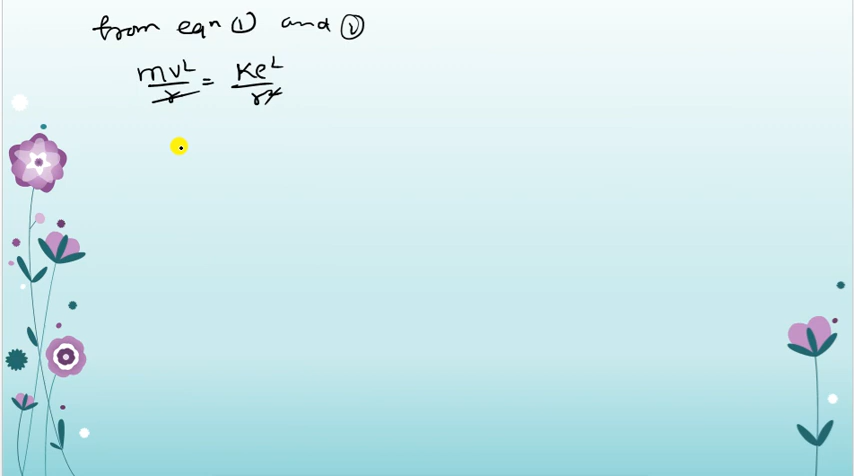 from eqn ① and ②
mv²/r = Ke²/r²